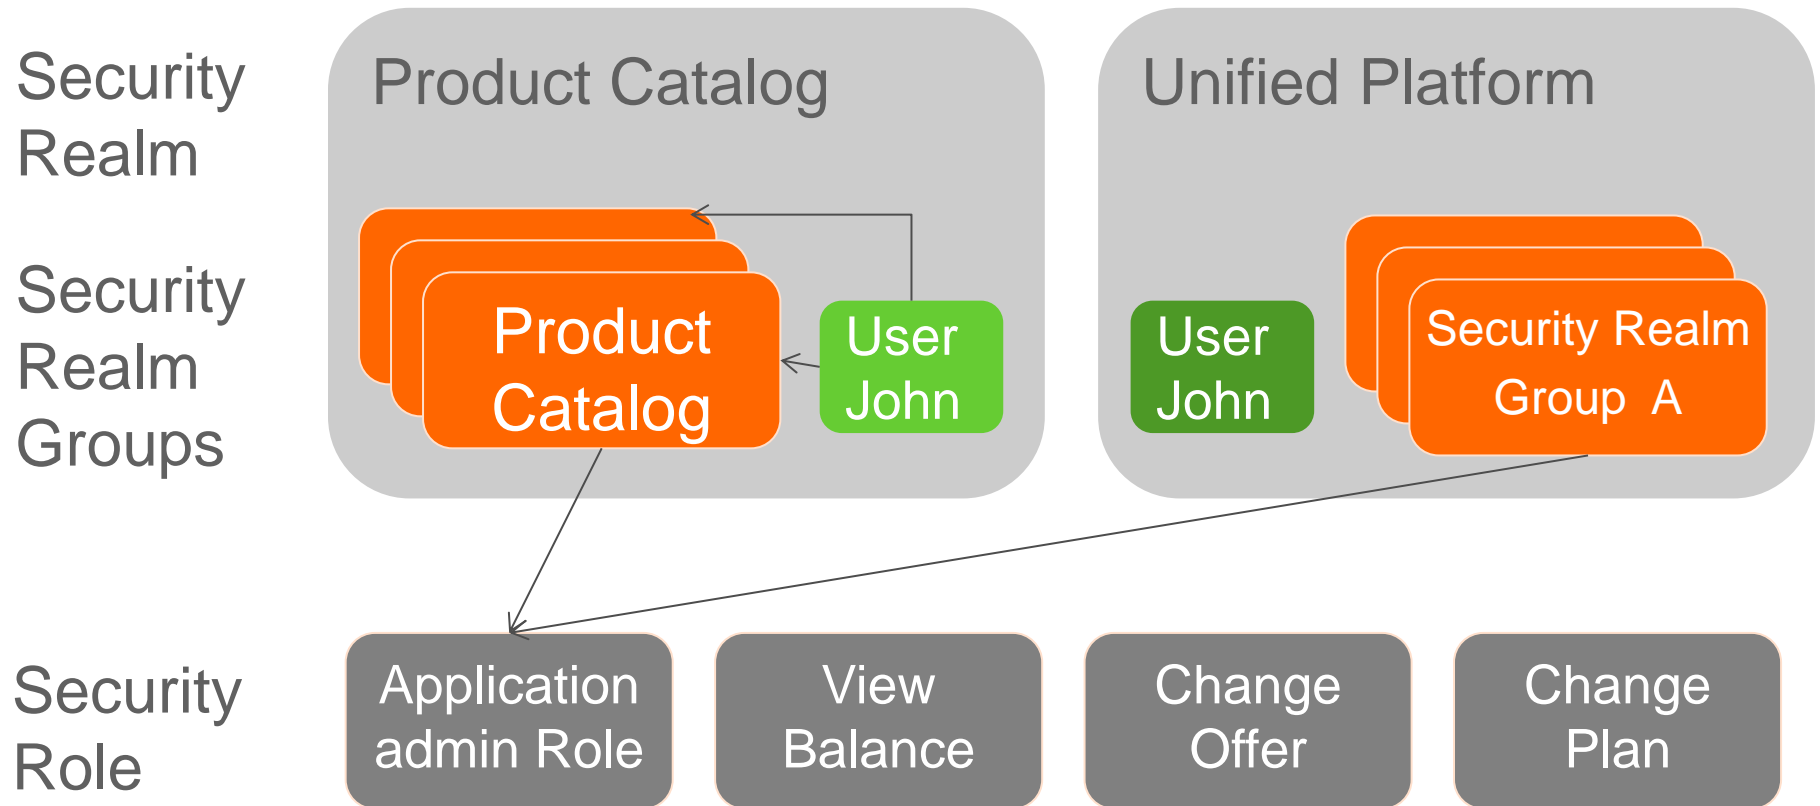 Security
Realm
Product Catalog
Unified Platform
Security
Realm
Groups
Product
Catalog
User
John
User
John
Security Realm
Group A
Security
Role
Application
admin Role
View
Balance
Change
Offer
Change
Plan